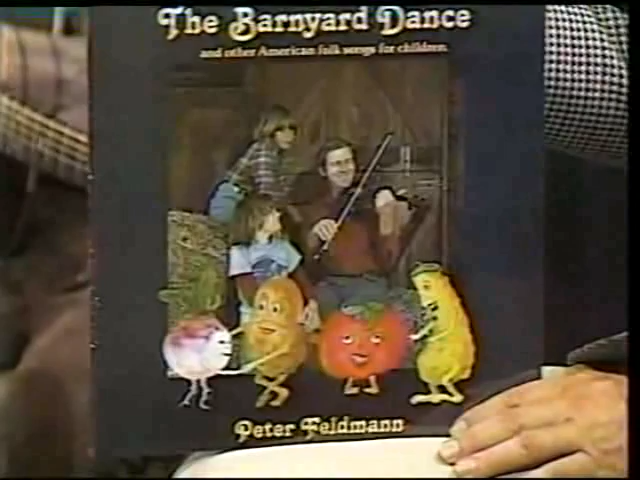 The Barnyard Dance
and other American folk songs for children.
Peter Feldmann